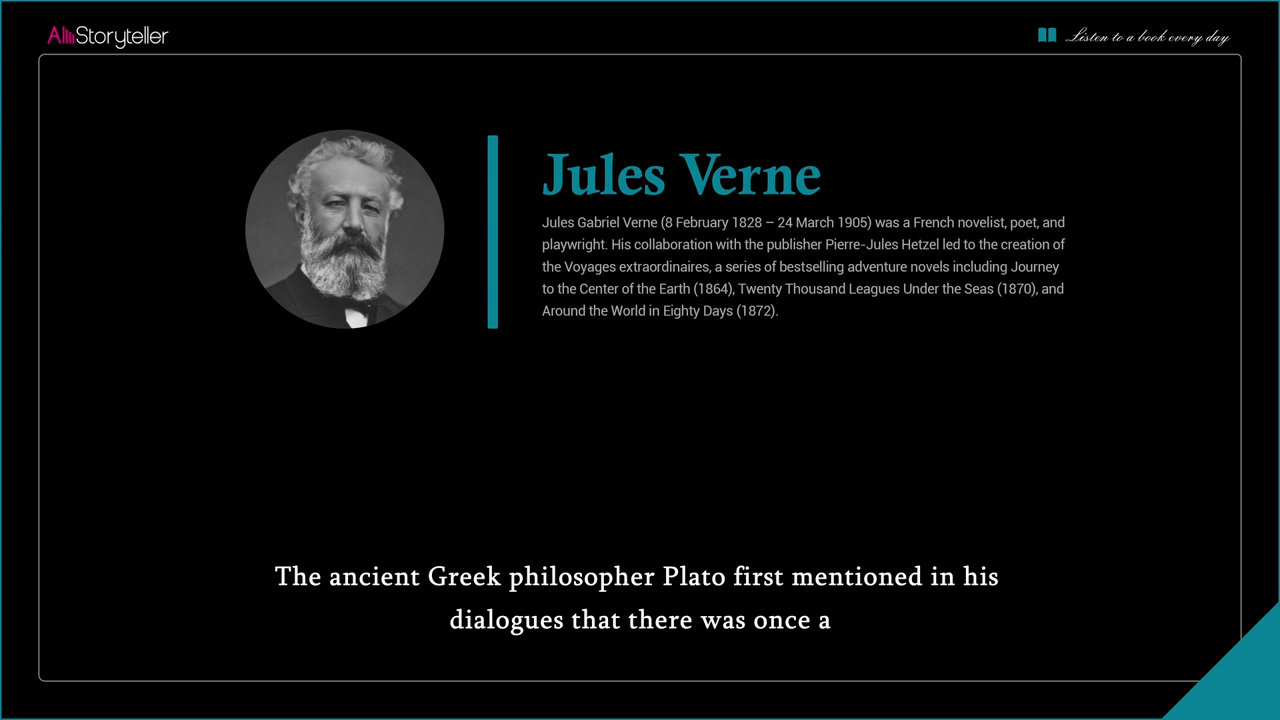 AllStoryteller
Listen to a book every day
Jules Verne
Jules Gabriel Verne (8 February 1828 – 24 March 1905) was a French novelist, poet, and
playwright. His collaboration with the publisher Pierre-Jules Hetzel led to the creation of
the Voyages extraordinaires, a series of bestselling adventure novels including Journey
to the Center of the Earth (1864), Twenty Thousand Leagues Under the Seas (1870), and
Around the World in Eighty Days (1872).
The ancient Greek philosopher Plato first mentioned in his
dialogues that there was once a